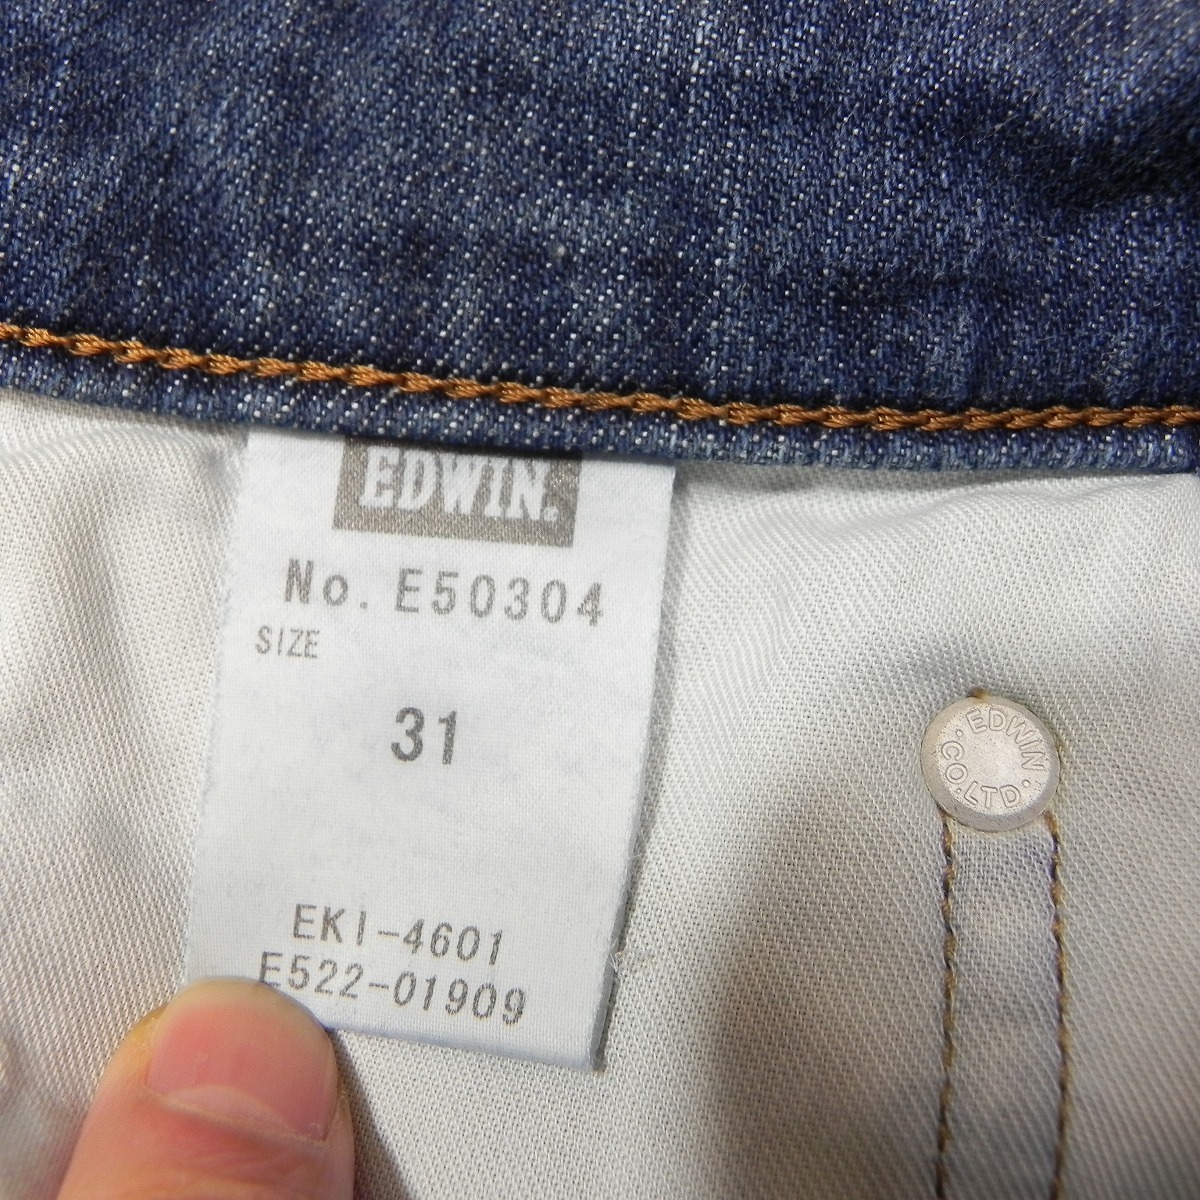 EDWIN.
No. E50304
SIZE
31
EKI-4601
E522-01909
· EDWIN ·
CO.LTD.